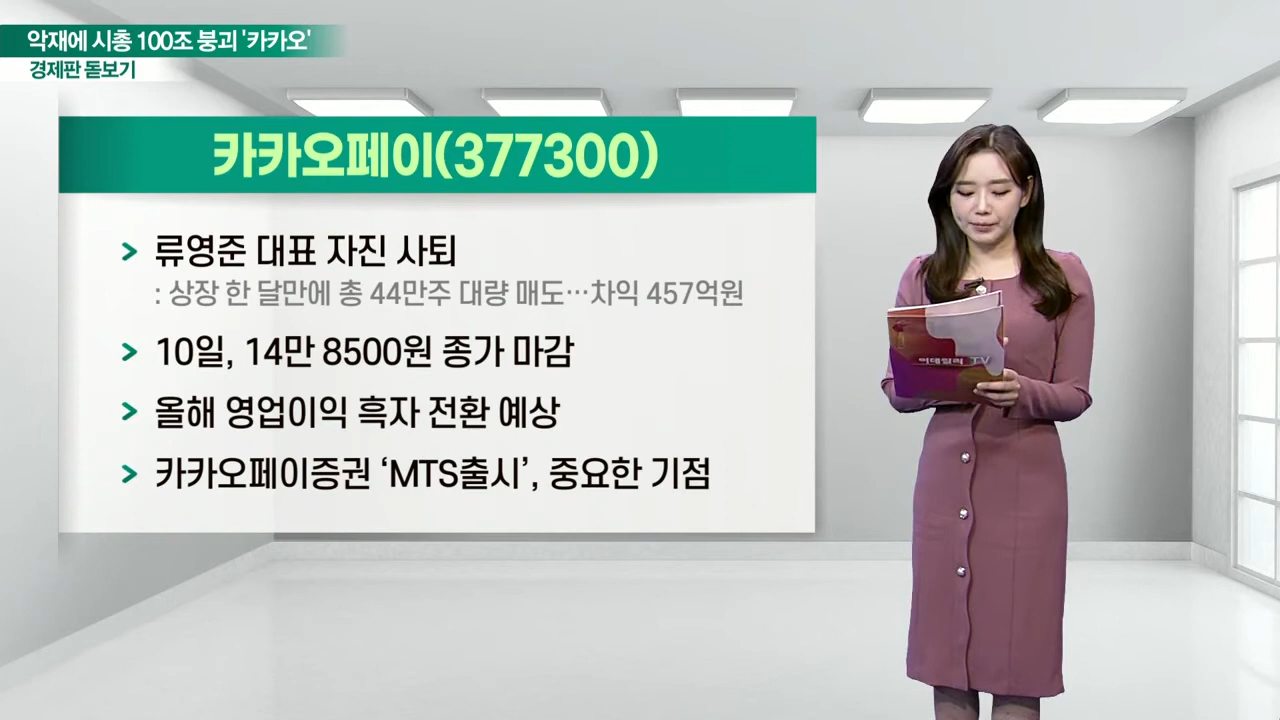 악재에 시총 100조 붕괴 '카카오'
경제판 돋보기
카카오페이(377300)
> 류영준 대표 자진 사퇴
: 상장 한 달만에 총 44만주 대량 매도…차익 457억원
> 10일, 14만 8500원 종가 마감
> 올해 영업이익 흑자 전환 예상
> 카카오페이증권 ‘MTS출시’, 중요한 기점
이데일리 TV